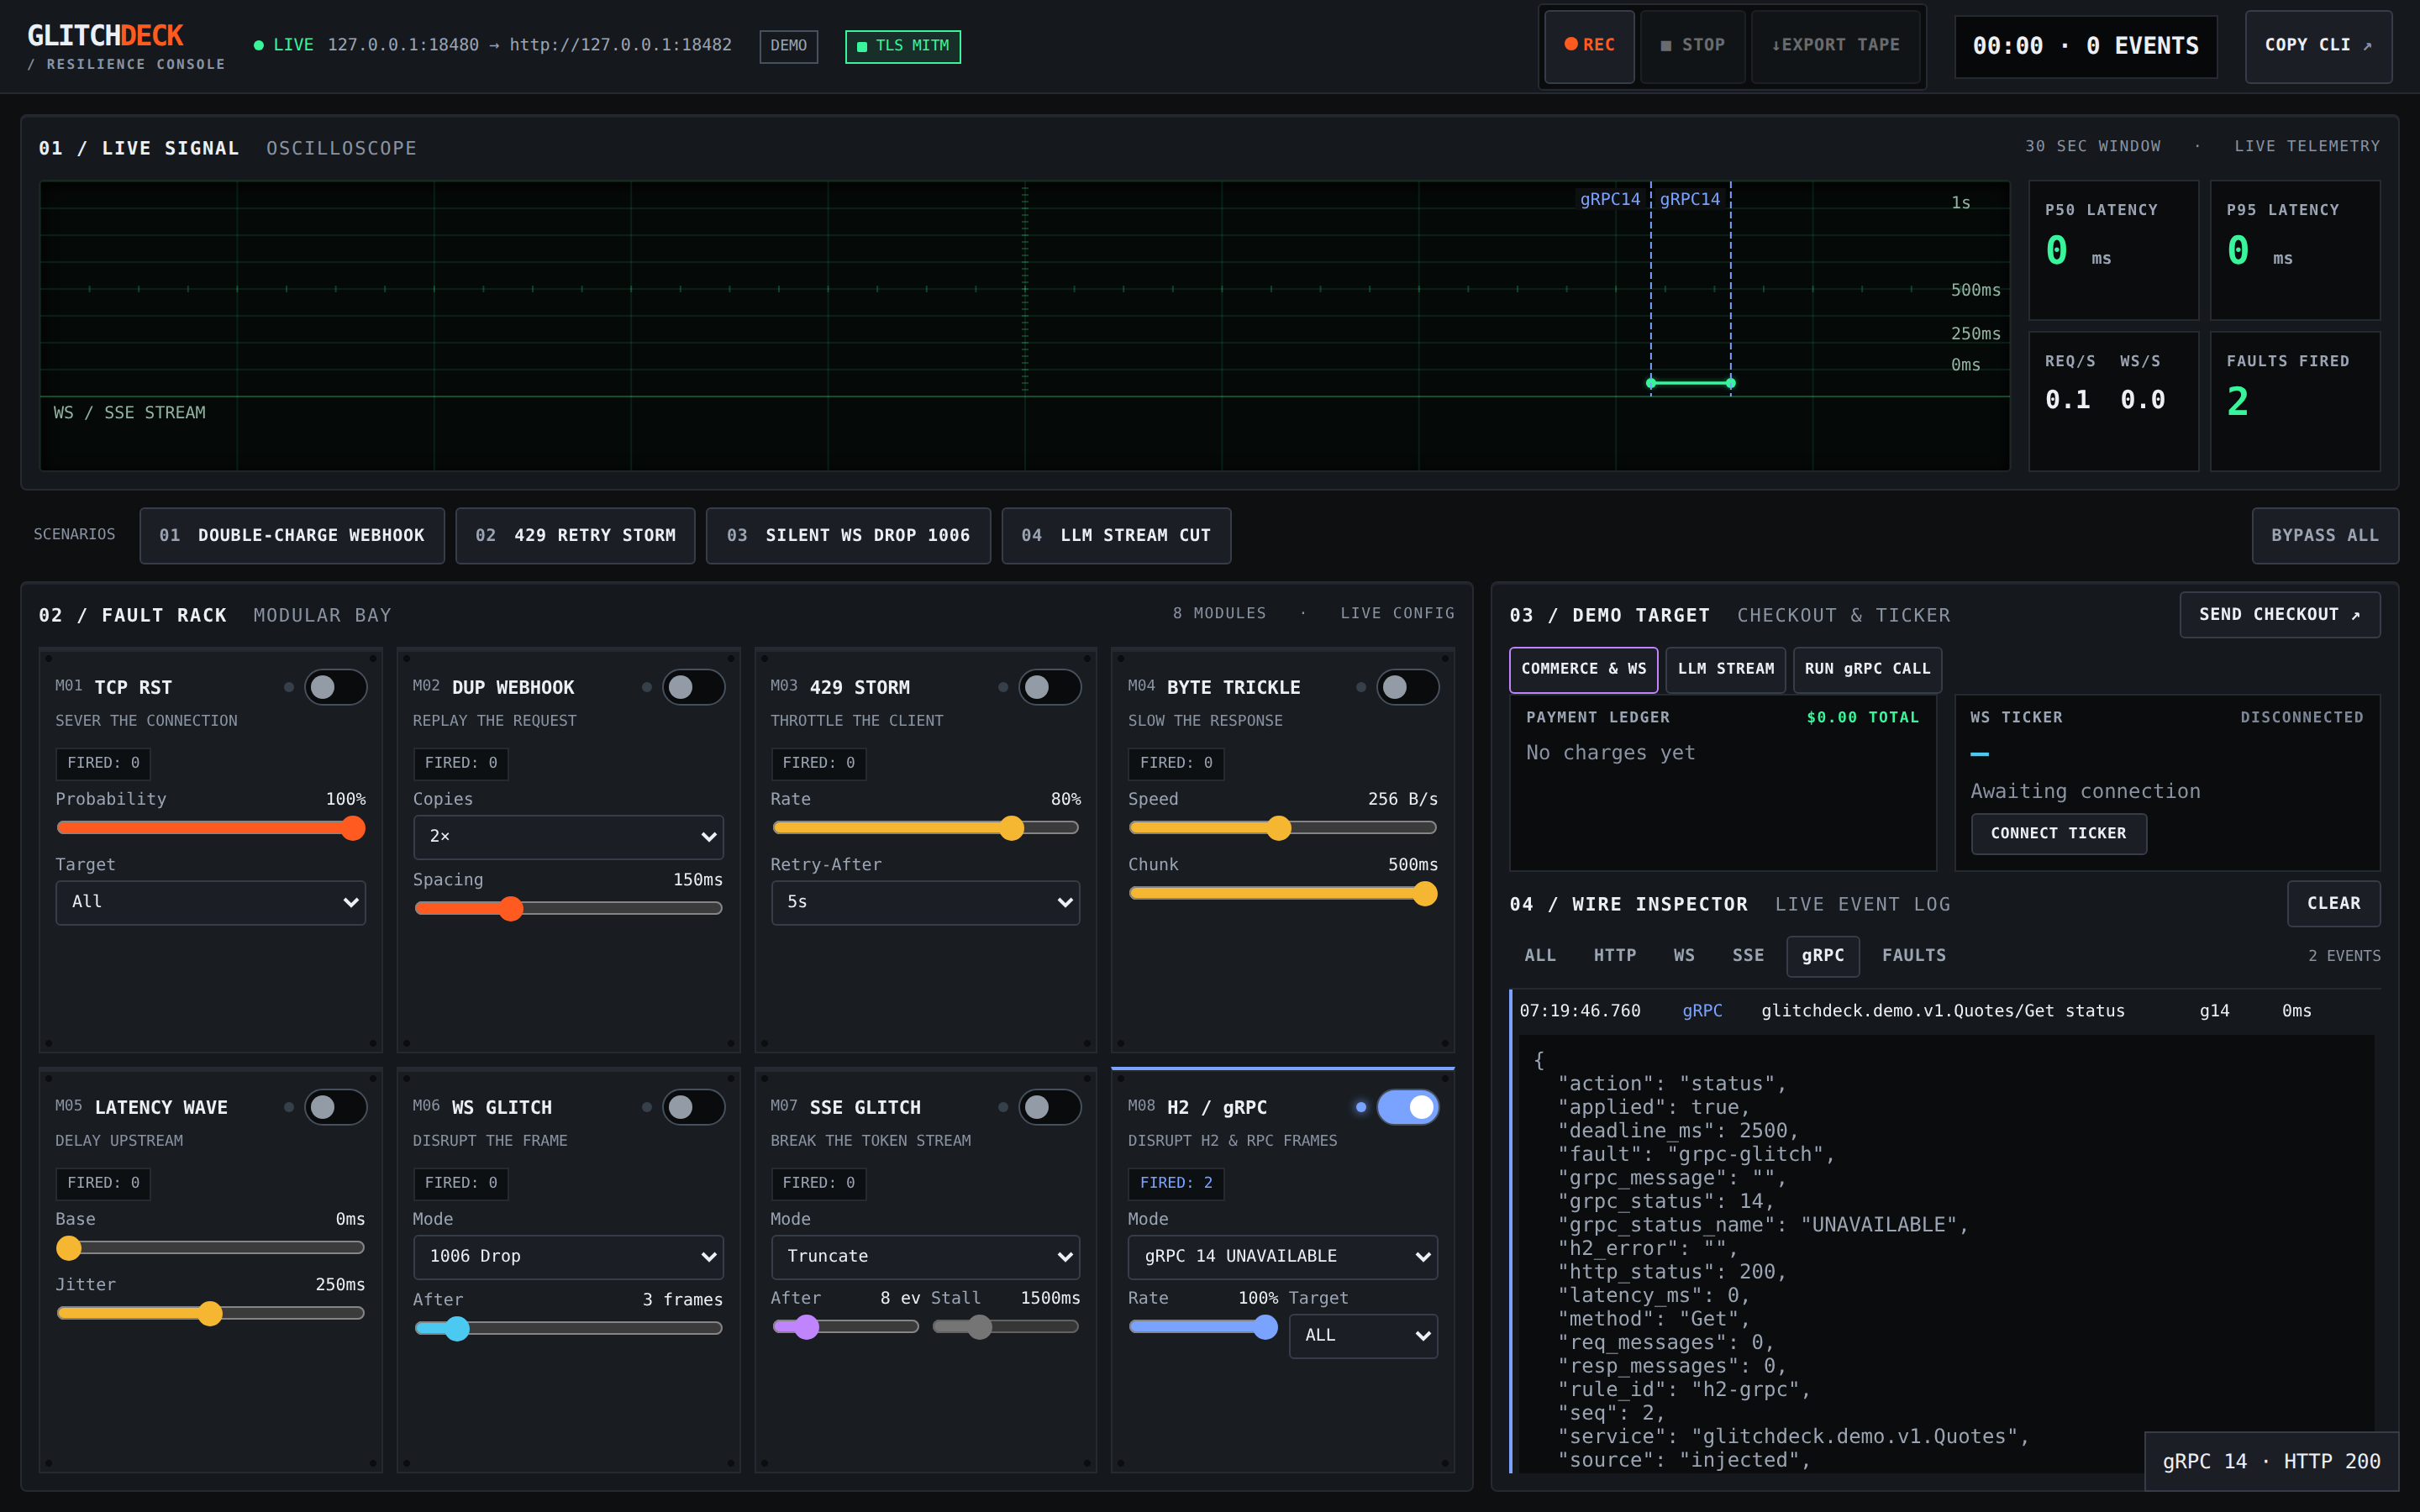 GLITCHDECK
/ RESILIENCE CONSOLE
● LIVE 127.0.0.1:18480 → http://127.0.0.1:18482
DEMO
■ TLS MITM
● REC
■ STOP
↓EXPORT TAPE
00:00 · 0 EVENTS
COPY CLI ↗
01 / LIVE SIGNAL OSCILLOSCOPE
30 SEC WINDOW · LIVE TELEMETRY
gRPC14 gRPC14
1s
500ms
250ms
0ms
WS / SSE STREAM
P50 LATENCY
0 ms
P95 LATENCY
0 ms
REQ/S WS/S
0.1 0.0
FAULTS FIRED
2
SCENARIOS
01 DOUBLE-CHARGE WEBHOOK
02 429 RETRY STORM
03 SILENT WS DROP 1006
04 LLM STREAM CUT
BYPASS ALL
02 / FAULT RACK MODULAR BAY
8 MODULES · LIVE CONFIG
M01 TCP RST
SEVER THE CONNECTION
FIRED: 0
Probability 100%
Target
All
M02 DUP WEBHOOK
REPLAY THE REQUEST
FIRED: 0
Copies
2×
Spacing 150ms
M03 429 STORM
THROTTLE THE CLIENT
FIRED: 0
Rate 80%
Retry-After
5s
M04 BYTE TRICKLE
SLOW THE RESPONSE
FIRED: 0
Speed 256 B/s
Chunk 500ms
M05 LATENCY WAVE
DELAY UPSTREAM
FIRED: 0
Base 0ms
Jitter 250ms
M06 WS GLITCH
DISRUPT THE FRAME
FIRED: 0
Mode
1006 Drop
After 3 frames
M07 SSE GLITCH
BREAK THE TOKEN STREAM
FIRED: 0
Mode
Truncate
After 8 ev Stall 1500ms
M08 H2 / gRPC
DISRUPT H2 & RPC FRAMES
FIRED: 2
Mode
gRPC 14 UNAVAILABLE
Rate 100% Target
ALL
03 / DEMO TARGET CHECKOUT & TICKER
SEND CHECKOUT ↗
COMMERCE & WS
LLM STREAM
RUN gRPC CALL
PAYMENT LEDGER $0.00 TOTAL
No charges yet
WS TICKER DISCONNECTED
—
Awaiting connection
CONNECT TICKER
04 / WIRE INSPECTOR LIVE EVENT LOG
CLEAR
ALL HTTP WS SSE gRPC FAULTS
2 EVENTS
07:19:46.760 gRPC glitchdeck.demo.v1.Quotes/Get status g14 0ms
{
"action": "status",
"applied": true,
"deadline_ms": 2500,
"fault": "grpc-glitch",
"grpc_message": "",
"grpc_status": 14,
"grpc_status_name": "UNAVAILABLE",
"h2_error": "",
"http_status": 200,
"latency_ms": 0,
"method": "Get",
"req_messages": 0,
"resp_messages": 0,
"rule_id": "h2-grpc",
"seq": 2,
"service": "glitchdeck.demo.v1.Quotes",
"source": "injected",
gRPC 14 · HTTP 200